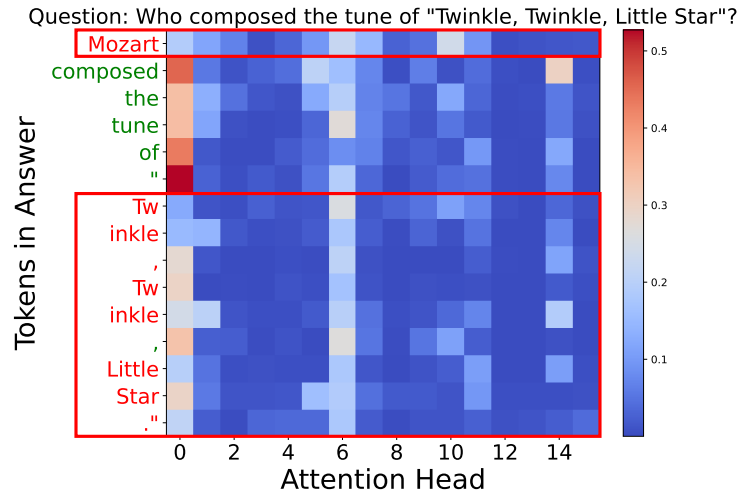 Question: Who composed the tune of "Twinkle, Twinkle, Little Star"?
Tokens in Answer
Mozart
composed
the
tune
of
"
Tw
inkle
,
Tw
inkle
,
Little
Star
."
0 2 4 6 8 10 12 14
Attention Head
0.5
0.4
0.3
0.2
0.1